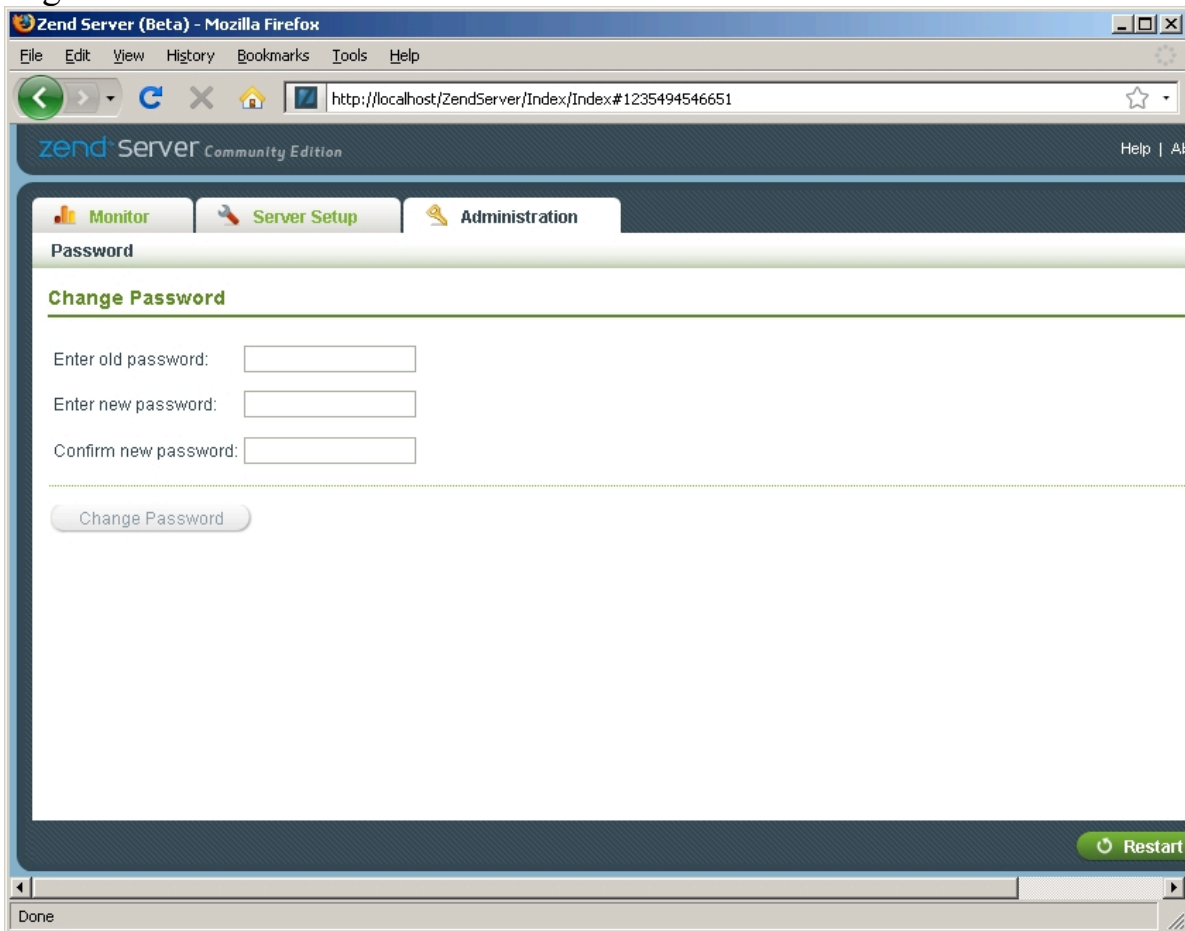 Zend Server (Beta) - Mozilla Firefox
File Edit View History Bookmarks Tools Help
http://localhost/ZendServer/Index/Index#1235494546651
zend Server Community Edition
Help |
Monitor Server Setup Administration
Password
Change Password
Enter old password:
Enter new password:
Confirm new password:
Change Password
Restart
Done